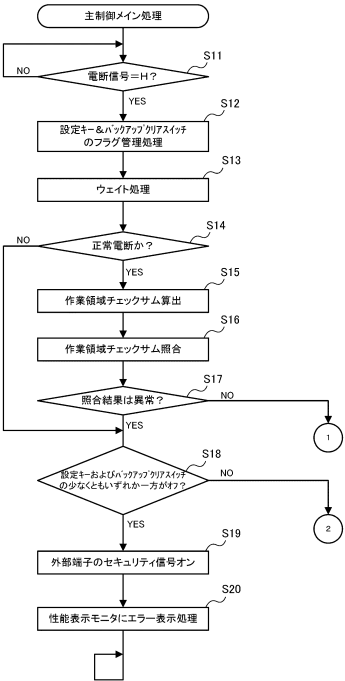 主制御メイン処理
S11
電断信号＝H？
NO
YES
S12
設定キー&ﾊﾞｯｸｱｯﾌﾟｸﾘｱｽｲｯﾁ
のフラグ管理処理
S13
ウェイト処理
S14
正常電断か？
NO
YES
S15
作業領域チェックサム算出
S16
作業領域チェックサム照合
S17
照合結果は異常？
NO
YES
1
S18
設定キーおよびﾊﾞｯｸｱｯﾌﾟｸﾘｱｽｲｯﾁ
の少なくともいずれか一方がｵﾌ？
NO
YES
2
S19
外部端子のセキュリティ信号オン
S20
性能表示モニタにエラー表示処理